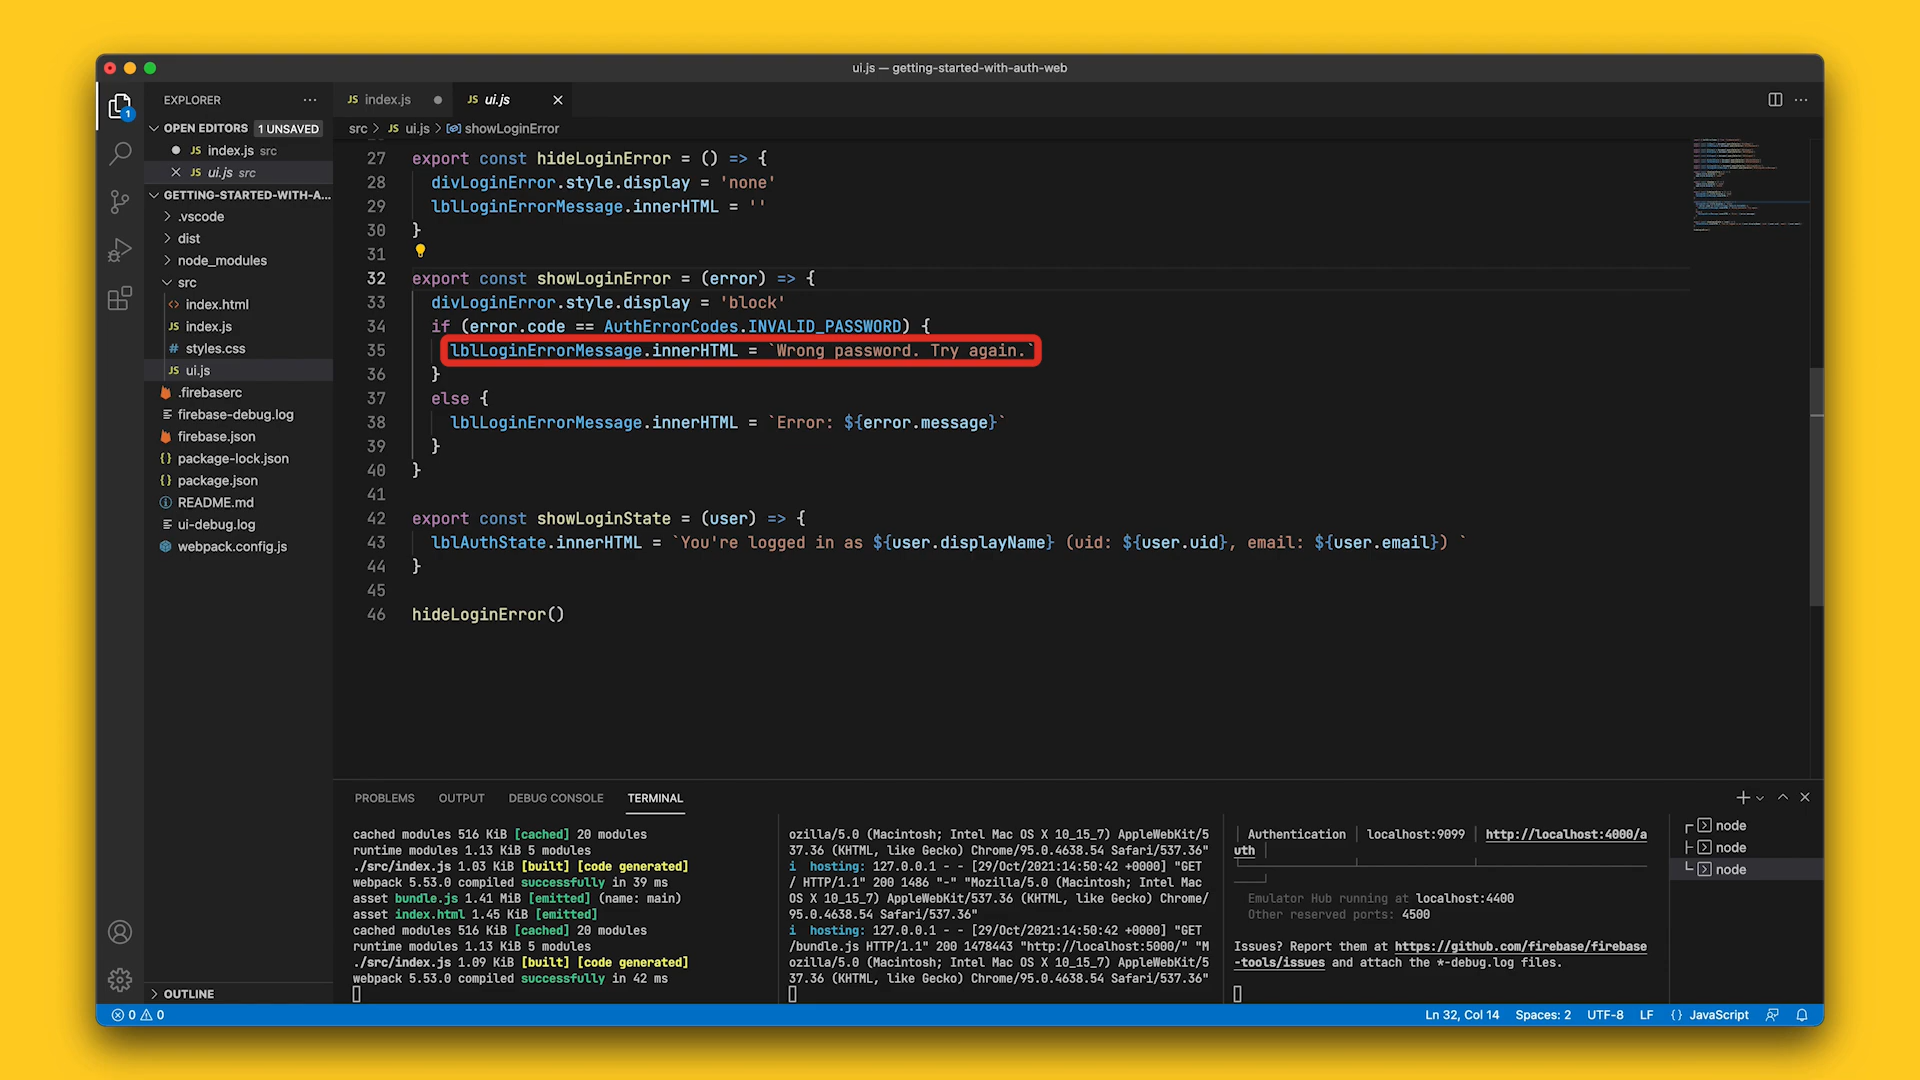 ui.js — getting-started-with-auth-web
EXPLORER
OPEN EDITORS 1 UNSAVED
JS index.js src
JS ui.js src
GETTING-STARTED-WITH-A...
.vscode
dist
node_modules
src
index.html
JS index.js
# styles.css
JS ui.js
.firebaserc
firebase-debug.log
firebase.json
{} package-lock.json
{} package.json
README.md
ui-debug.log
webpack.config.js
OUTLINE
1
JS index.js
JS ui.js
src > JS ui.js > showLoginError
27 export const hideLoginError = () => {
28 divLoginError.style.display = 'none'
29 lblLoginErrorMessage.innerHTML = ''
30 }
31
32 export const showLoginError = (error) => {
33 divLoginError.style.display = 'block'
34 if (error.code == AuthErrorCodes.INVALID_PASSWORD) {
35 lblLoginErrorMessage.innerHTML = `Wrong password. Try again.`
36 }
37 else {
38 lblLoginErrorMessage.innerHTML = `Error: ${error.message}`
39 }
40 }
41
42 export const showLoginState = (user) => {
43 lblAuthState.innerHTML = `You're logged in as ${user.displayName} (uid: ${user.uid}, email: ${user.email}) `
44 }
45
46 hideLoginError()
PROBLEMS OUTPUT DEBUG CONSOLE TERMINAL
cached modules 516 KiB [cached] 20 modules
runtime modules 1.13 KiB 5 modules
./src/index.js 1.03 KiB [built] [code generated]
webpack 5.53.0 compiled successfully in 39 ms
asset bundle.js 1.41 MiB [emitted] (name: main)
asset index.html 1.45 KiB [emitted]
cached modules 516 KiB [cached] 20 modules
runtime modules 1.13 KiB 5 modules
./src/index.js 1.09 KiB [built] [code generated]
webpack 5.53.0 compiled successfully in 42 ms
ozilla/5.0 (Macintosh; Intel Mac OS X 10_15_7) AppleWebKit/5
37.36 (KHTML, like Gecko) Chrome/95.0.4638.54 Safari/537.36"
i hosting: 127.0.0.1 - - [29/Oct/2021:14:50:42 +0000] "GET
/ HTTP/1.1" 200 1486 "-" "Mozilla/5.0 (Macintosh; Intel Mac
OS X 10_15_7) AppleWebKit/537.36 (KHTML, like Gecko) Chrome/
95.0.4638.54 Safari/537.36"
i hosting: 127.0.0.1 - - [29/Oct/2021:14:50:42 +0000] "GET
/bundle.js HTTP/1.1" 200 1478443 "http://localhost:5000/" "M
ozilla/5.0 (Macintosh; Intel Mac OS X 10_15_7) AppleWebKit/5
37.36 (KHTML, like Gecko) Chrome/95.0.4638.54 Safari/537.36"
│ Authentication │ localhost:9099 │ http://localhost:4000/a
uth │
Emulator Hub running at localhost:4400
Other reserved ports: 4500
Issues? Report them at https://github.com/firebase/firebase
-tools/issues and attach the *-debug.log files.
node
node
node
0 0
Ln 32, Col 14 Spaces: 2 UTF-8 LF {} JavaScript